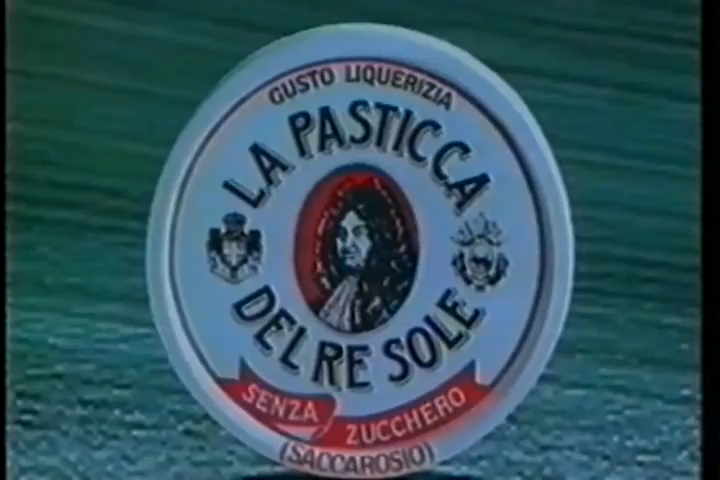 GUSTO LIQUERIZIA
LA PASTICCA
DEL RE SOLE
SENZA ZUCCHERO
(SACCAROSIO)